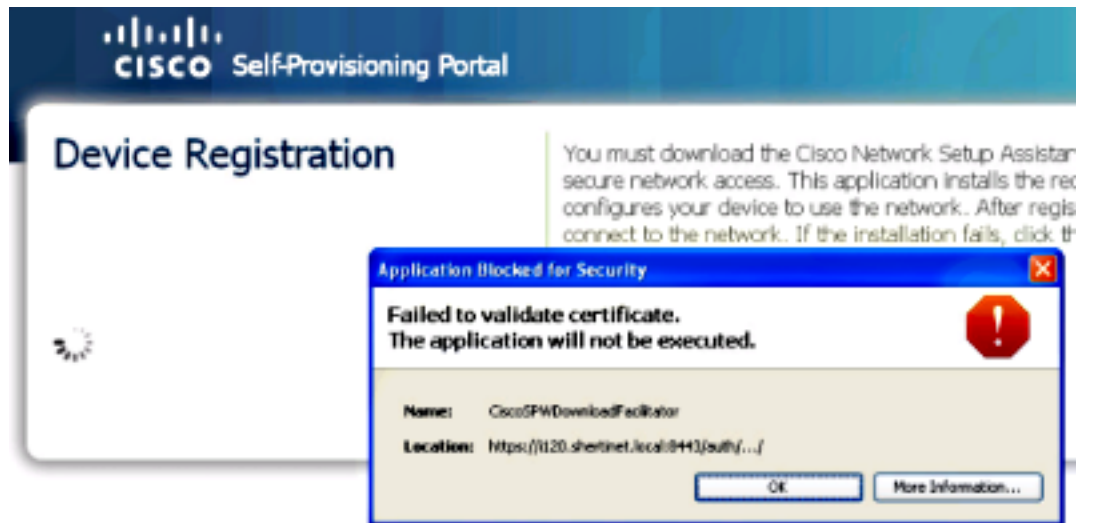 CISCO Self-Provisioning Portal
Device Registration
You must download the Cisco Network Setup Assistan
secure network access. This application installs the rec
configures your device to use the network. After regis
connect to the network. If the installation fails, click th
Application Blocked for Security
Failed to validate certificate.
The application will not be executed.
Name: CiscoSPWDownloadFacilitator
Location: https://i120.shertinet.local:8443/auth/.../
OK
More Information...